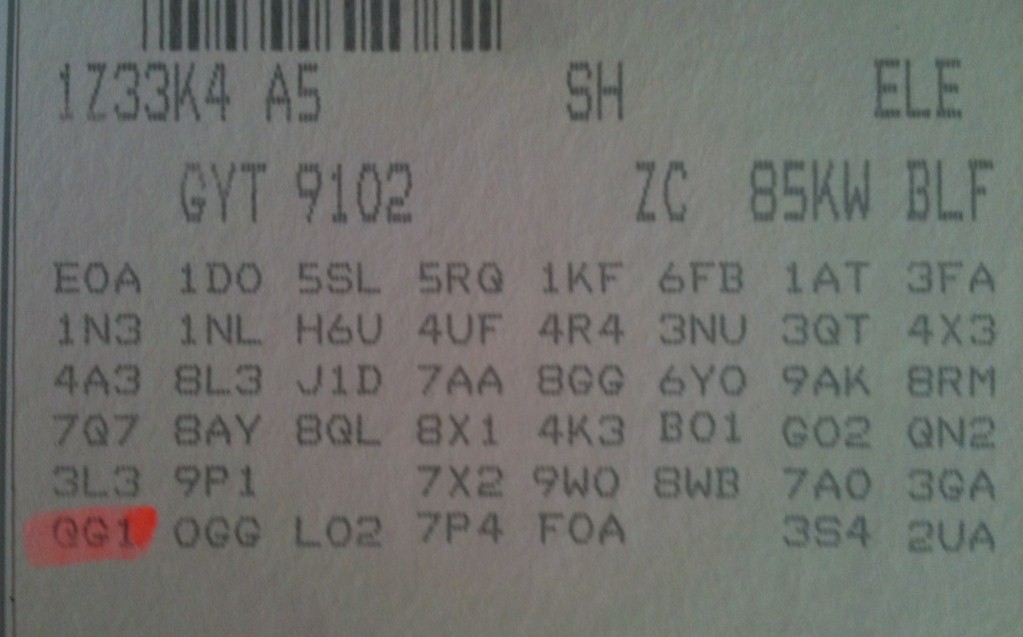 1Z33K4 A5 SH ELE
GYT 9102 ZC 85KW BLF
E0A 1D0 5SL 5RQ 1KF 6FB 1AT 3FA
1N3 1NL H6U 4UF 4R4 3NU 3QT 4X3
4A3 8L3 J1D 7AA 8GG 6Y0 9AK 8RM
7Q7 8AY 8QL 8X1 4K3 B01 G02 QN2
3L3 9P1 7X2 9W0 8WB 7A0 3GA
QG1 0GG L02 7P4 F0A 3S4 2UA